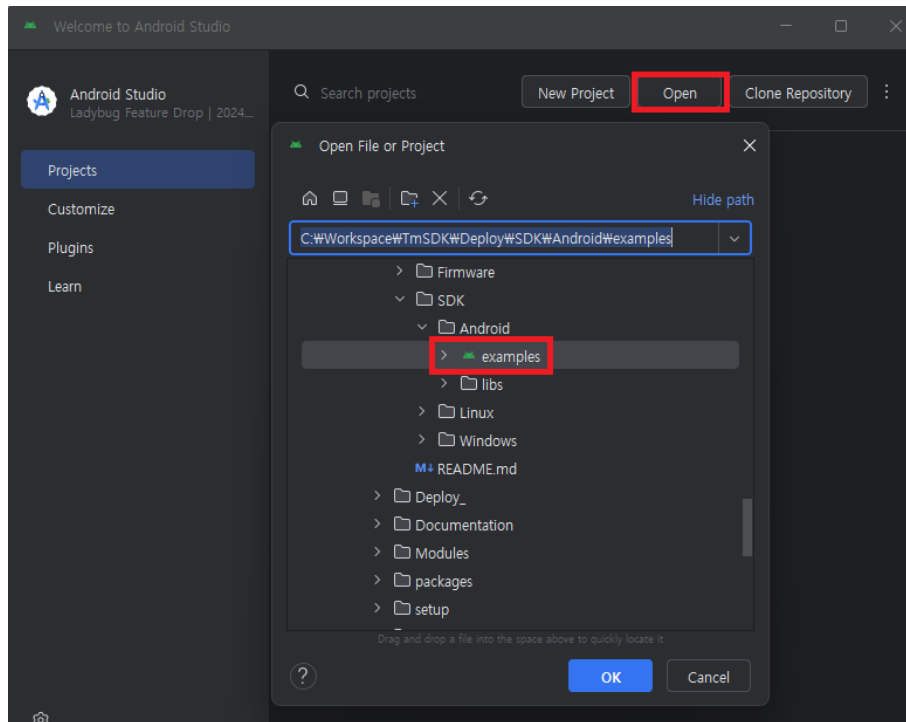 Welcome to Android Studio
Android Studio
Ladybug Feature Drop | 2024...
Search projects
New Project
Open
Clone Repository
Projects
Customize
Plugins
Learn
Open File or Project
Hide path
C:₩Workspace₩TmSDK₩Deploy₩SDK₩Android₩examples
Firmware
SDK
Android
examples
libs
Linux
Windows
M↓ README.md
Deploy_
Documentation
Modules
packages
setup
Drag and drop a file into the space above to quickly locate it
?
OK
Cancel